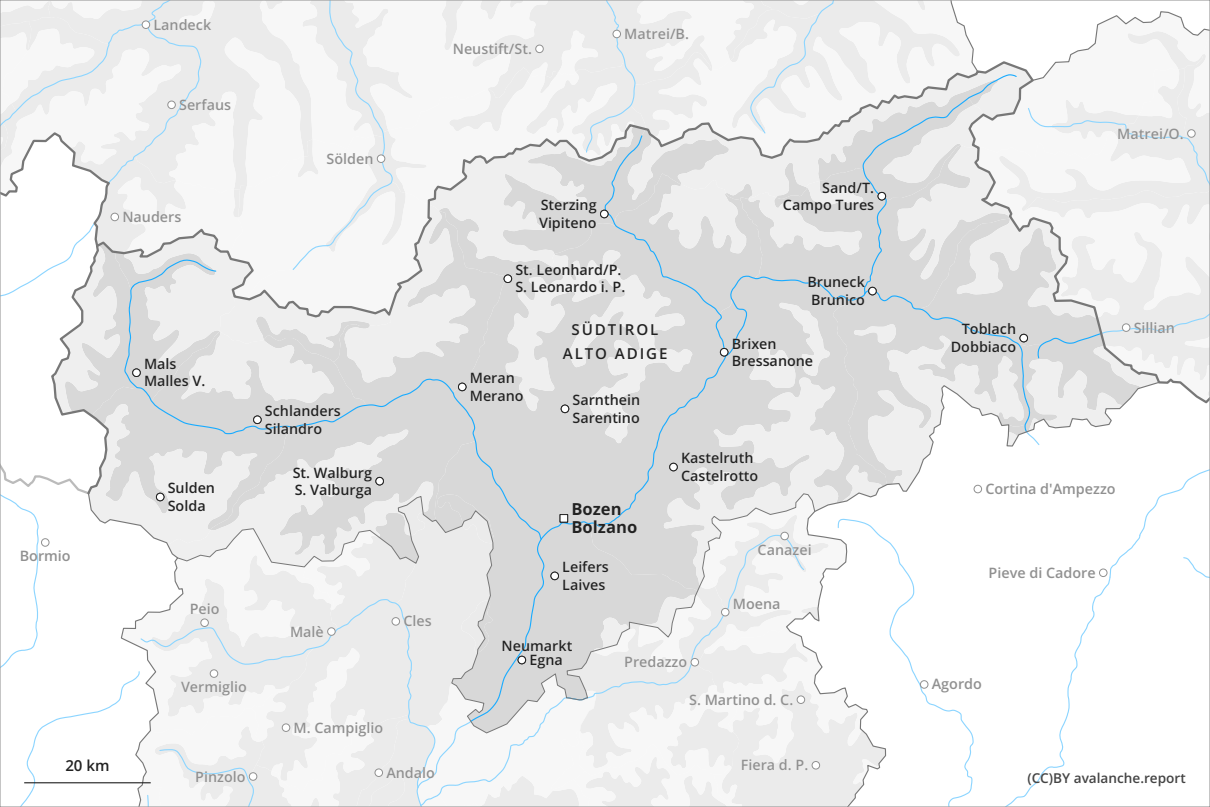 Landeck
Matrei/B.
Neustift/St.
Serfaus
Matrei/O.
Sölden
Sand/T.
Campo Tures
Nauders
Sterzing
Vipiteno
St. Leonhard/P.
S. Leonardo i. P.
Bruneck
Brunico
SÜDTIROL
ALTO ADIGE
Toblach
Dobbiaco
Sillian
Brixen
Bressanone
Mals
Malles V.
Meran
Merano
Schlanders
Silandro
Sarnthein
Sarentino
Kastelruth
Castelrotto
St. Walburg
S. Valburga
Sulden
Solda
Cortina d'Ampezzo
Bozen
Bolzano
Bormio
Canazei
Leifers
Laives
Pieve di Cadore
Peio
Moena
Malè
Cles
Neumarkt
Egna
Predazzo
Vermiglio
Agordo
S. Martino d. C.
M. Campiglio
Fiera d. P.
20 km
Pinzolo
Andalo
(CC)BY avalanche.report